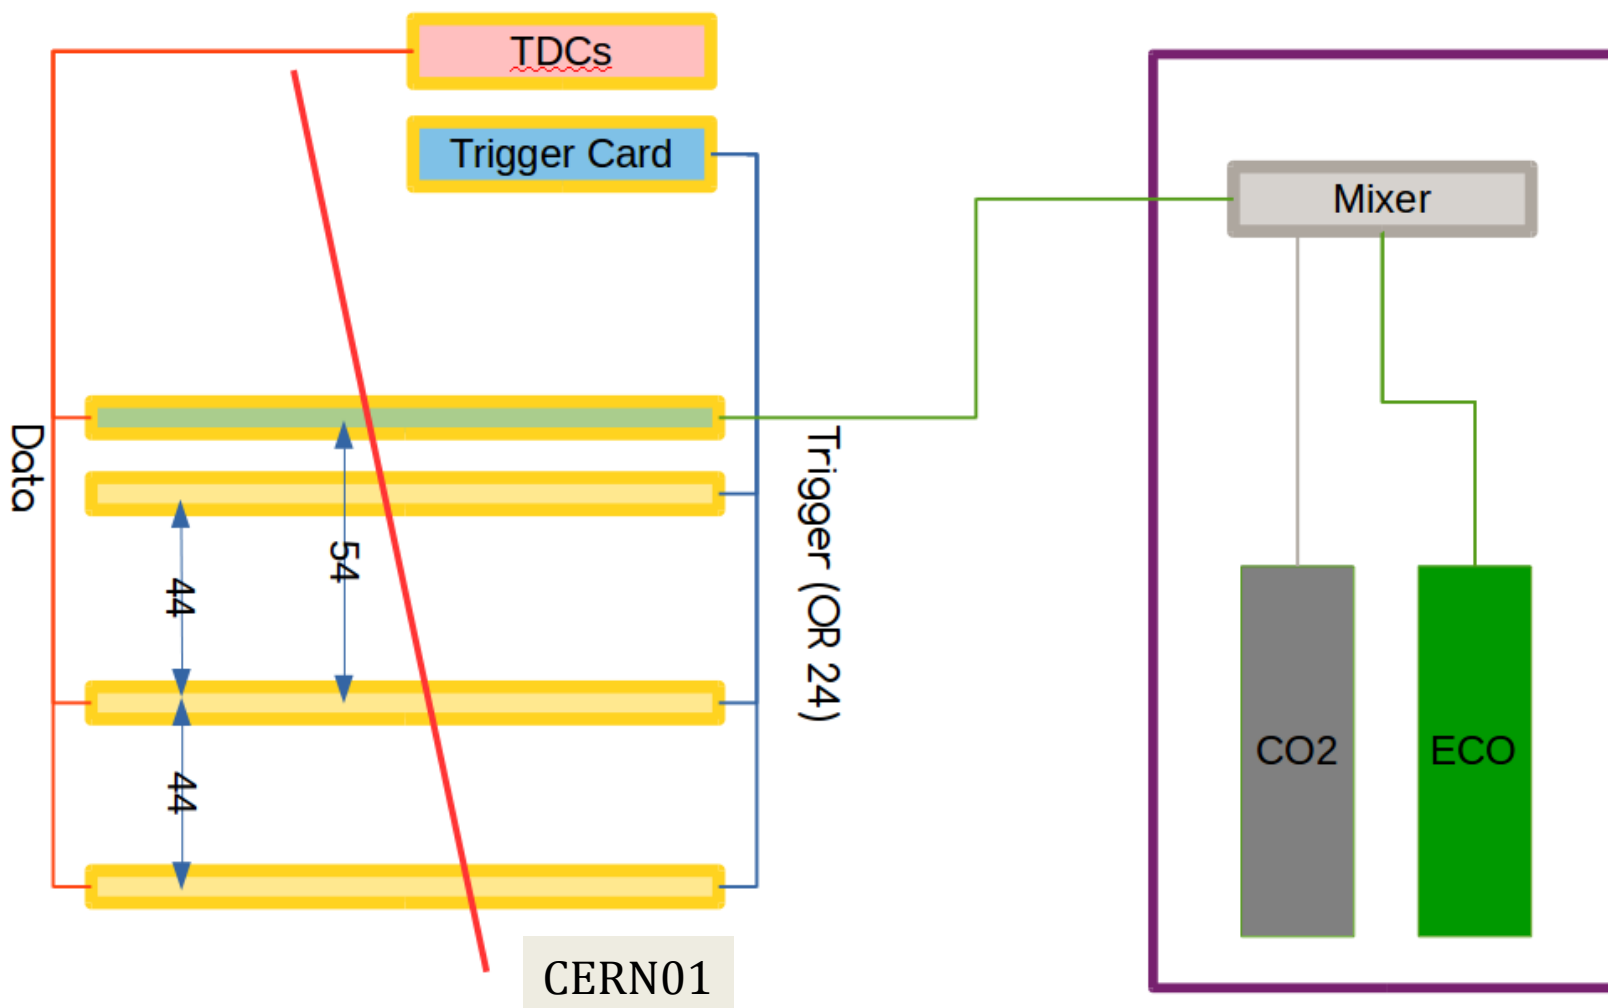 TDCs
Trigger Card
Mixer
Data
Trigger (OR 24)
54
44
44
CO2
ECO
CERN01